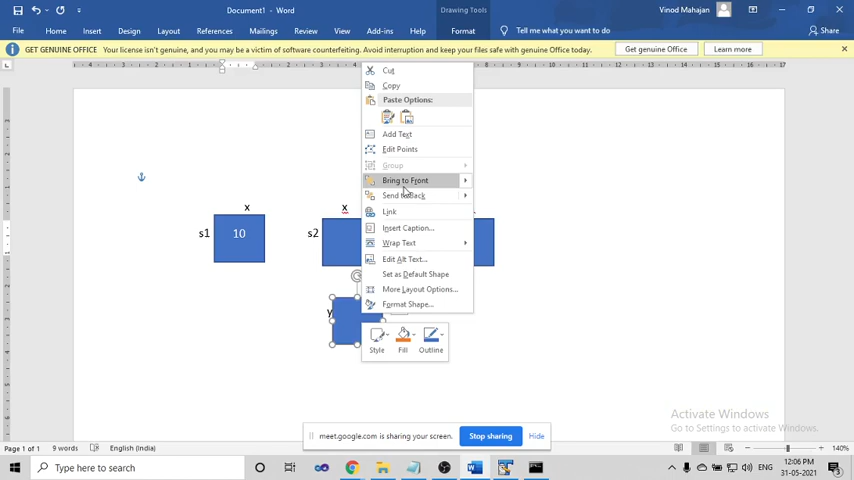 Document1 - Word
Drawing Tools
Vinod Mahajan
File Home Insert Design Layout References Mailings Review View Add-ins Help Format Tell me what you want to do Share
GET GENUINE OFFICE Your license isn't genuine, and you may be a victim of software counterfeiting. Avoid interruption and keep your files safe with genuine Office today. Get genuine Office Learn more
Cut
Copy
Paste Options:
Add Text
Edit Points
Group
Bring to Front
Send to Back
Link
Insert Caption...
Wrap Text
Edit Alt Text...
Set as Default Shape
More Layout Options...
Format Shape...
x
s1 10
x
s2
y
Style Fill Outline
Activate Windows
Go to Settings to activate Windows.
meet.google.com is sharing your screen. Stop sharing Hide
Page 1 of 1 9 words English (India) 140%
Type here to search
ENG
12:06 PM
31-05-2021
3